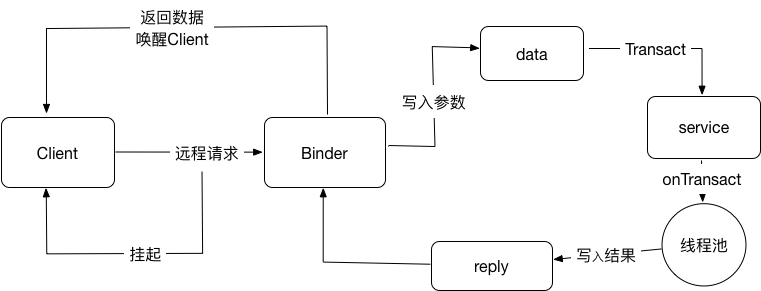 返回数据
唤醒Client
data
Transact
写入参数
Client
远程请求
Binder
service
onTransact
挂起
reply
写入结果
线程池